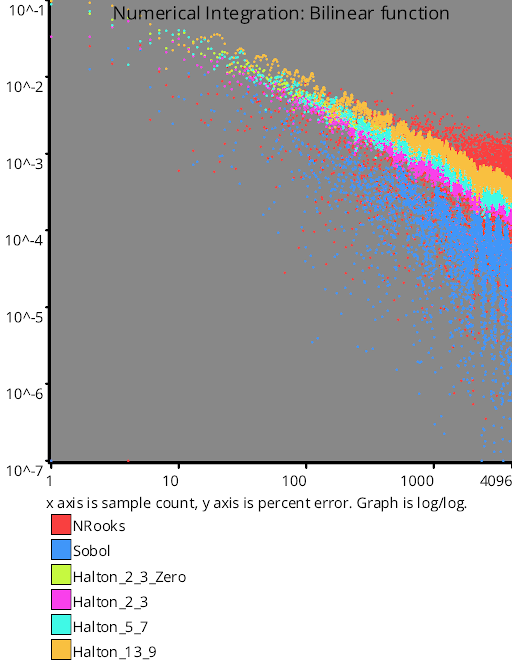 Numerical Integration: Bilinear function
10^-1
10^-2
10^-3
10^-4
10^-5
10^-6
10^-7
1 10 100 1000 4096
x axis is sample count, y axis is percent error. Graph is log/log.
NRooks
Sobol
Halton_2_3_Zero
Halton_2_3
Halton_5_7
Halton_13_9